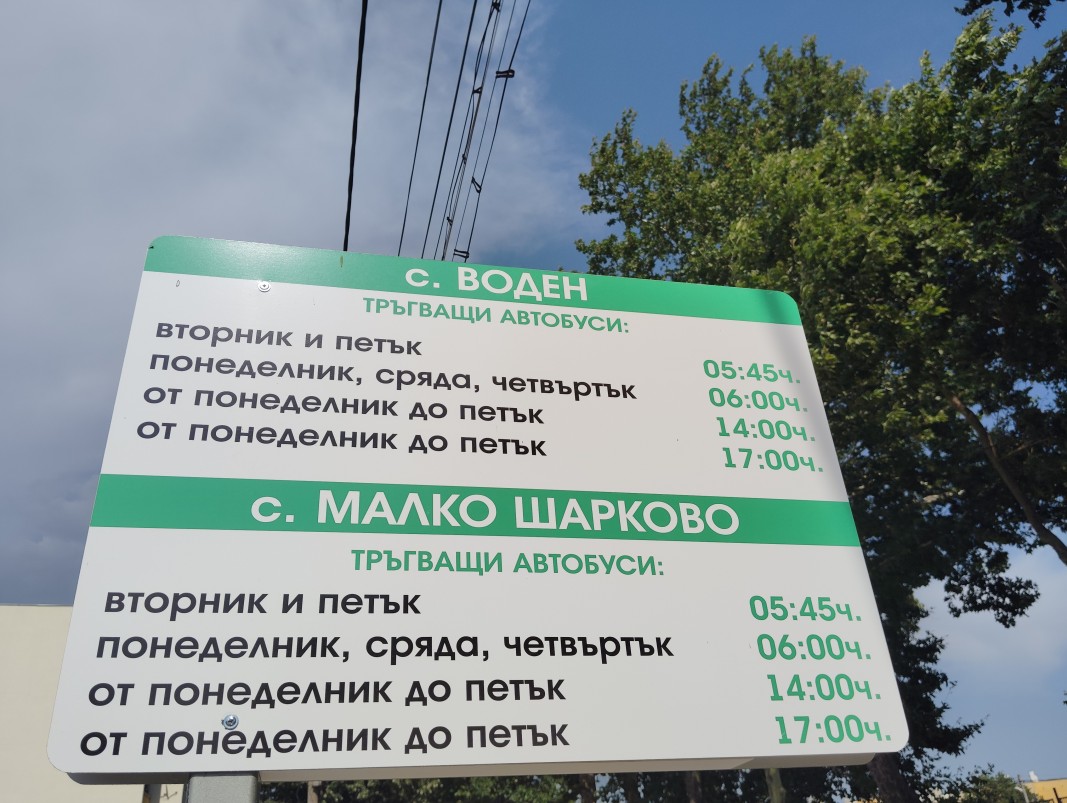 с. ВОДЕН
ТРЪГВАЩИ АВТОБУСИ:
вторник и петък 05:45ч.
понеделник, сряда, четвъртък 06:00ч.
от понеделник до петък 14:00ч.
от понеделник до петък 17:00ч.
с. МАЛКО ШАРКОВО
ТРЪГВАЩИ АВТОБУСИ:
вторник и петък 05:45ч.
понеделник, сряда, четвъртък 06:00ч.
от понеделник до петък 14:00ч.
от понеделник до петък 17:00ч.